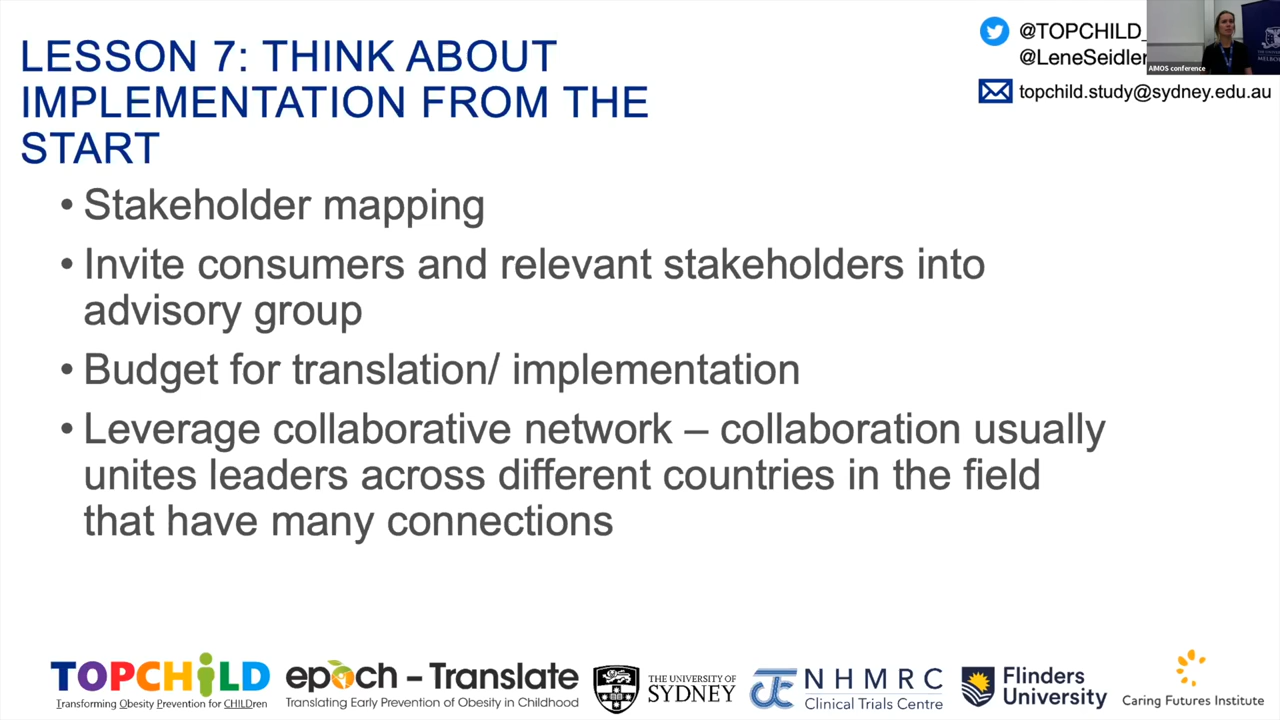 LESSON 7: THINK ABOUT
IMPLEMENTATION FROM THE
START
@TOPCHILD_
@LeneSeidler
topchild.study@sydney.edu.au
AIMOS conference
• Stakeholder mapping
• Invite consumers and relevant stakeholders into
advisory group
• Budget for translation/ implementation
• Leverage collaborative network – collaboration usually
unites leaders across different countries in the field
that have many connections
TOPCHiLD
Transforming Obesity Prevention for CHILDren
epoch – Translate
Translating Early Prevention of Obesity in Childhood
THE UNIVERSITY OF
SYDNEY
NHMRC
Clinical Trials Centre
Flinders
University
Caring Futures Institute